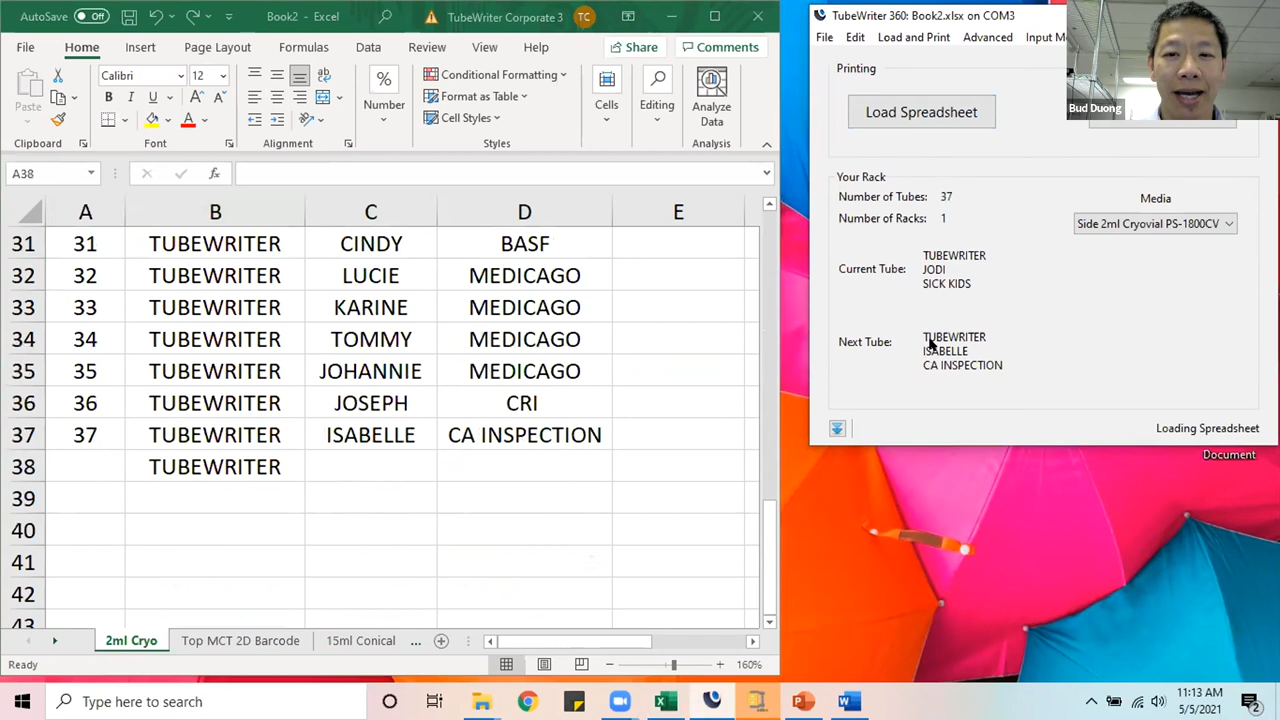 AutoSave Off Book2 - Excel TubeWriter Corporate 3 TC
File Home Insert Page Layout Formulas Data Review View Help Share Comments
Calibri 12
Paste
B I U A A
Clipboard Font Alignment
% Number
Conditional Formatting
Format as Table
Cell Styles
Styles
Cells
Editing
Analyze Data
Analysis
A38 fx
A B C D E
31 31 TUBEWRITER CINDY BASF
32 32 TUBEWRITER LUCIE MEDICAGO
33 33 TUBEWRITER KARINE MEDICAGO
34 34 TUBEWRITER TOMMY MEDICAGO
35 35 TUBEWRITER JOHANNIE MEDICAGO
36 36 TUBEWRITER JOSEPH CRI
37 37 TUBEWRITER ISABELLE CA INSPECTION
38 TUBEWRITER
39
40
41
42
43
2ml Cryo Top MCT 2D Barcode 15ml Conical ...
Ready 160%
TubeWriter 360: Book2.xlsx on COM3
File Edit Load and Print Advanced Input M
Bud Duong
Printing
Load Spreadsheet
Your Rack
Number of Tubes: 37
Number of Racks: 1
Media
Side 2ml Cryovial PS-1800CV
Current Tube: TUBEWRITER
JODI
SICK KIDS
Next Tube: TUBEWRITER
ISABELLE
CA INSPECTION
Loading Spreadsheet
Document
Type here to search
11:13 AM
5/5/2021
2